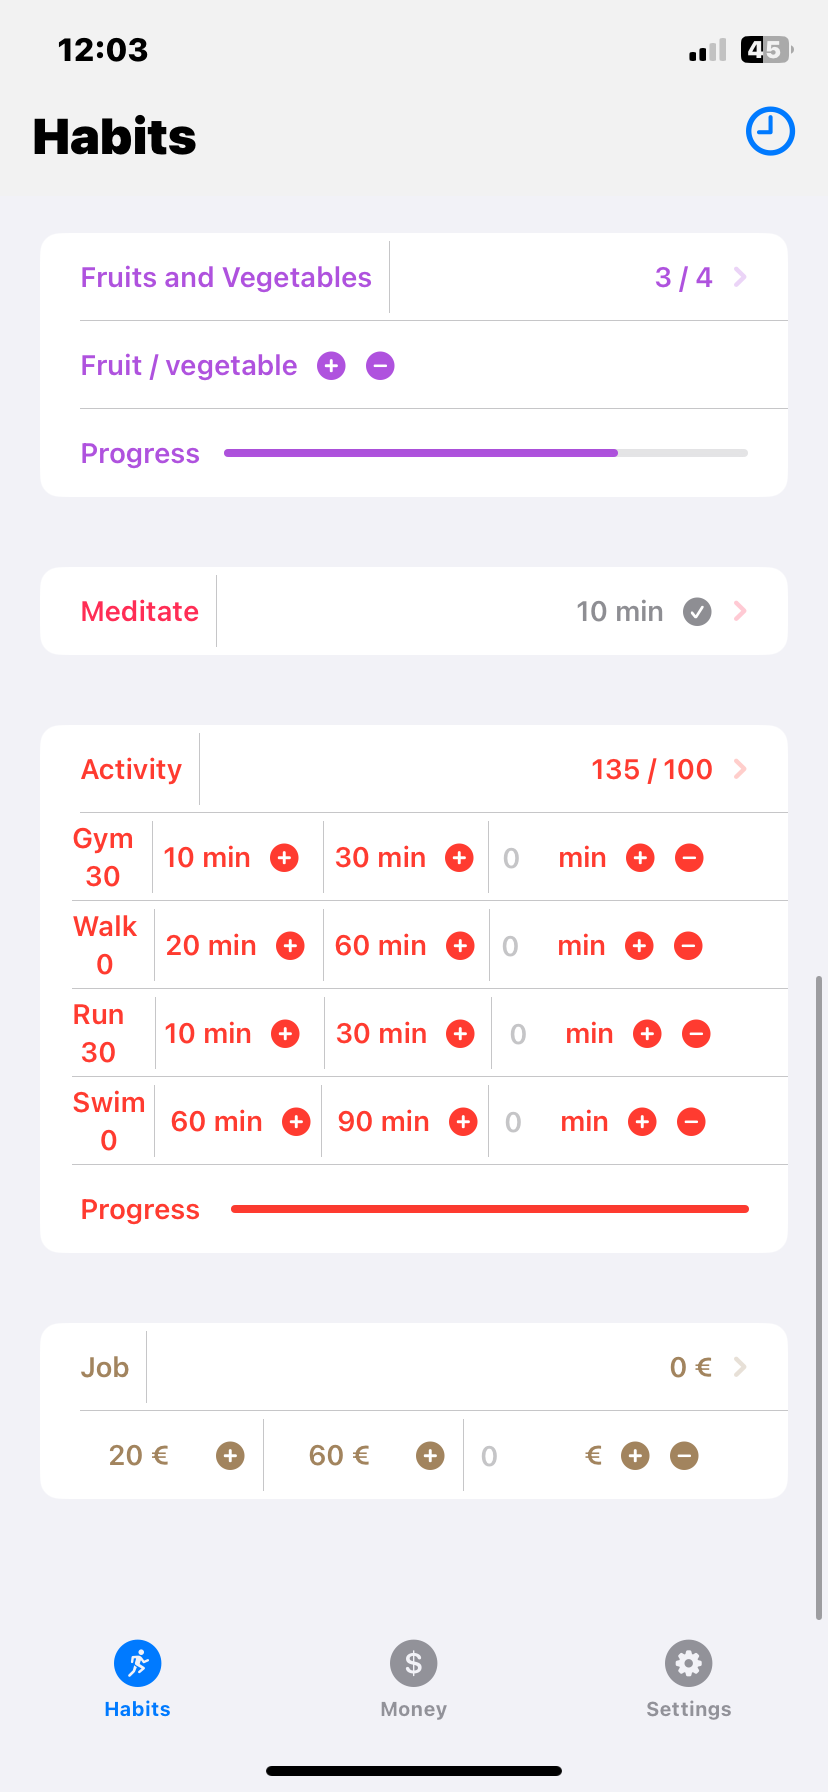 12:03
45
Habits
Fruits and Vegetables 3 / 4
Fruit / vegetable
Progress
Meditate 10 min
Activity 135 / 100
Gym 30 10 min 30 min 0 min
Walk 0 20 min 60 min 0 min
Run 30 10 min 30 min 0 min
Swim 0 60 min 90 min 0 min
Progress
Job 0 €
20 € 60 € 0 €
Habits Money Settings